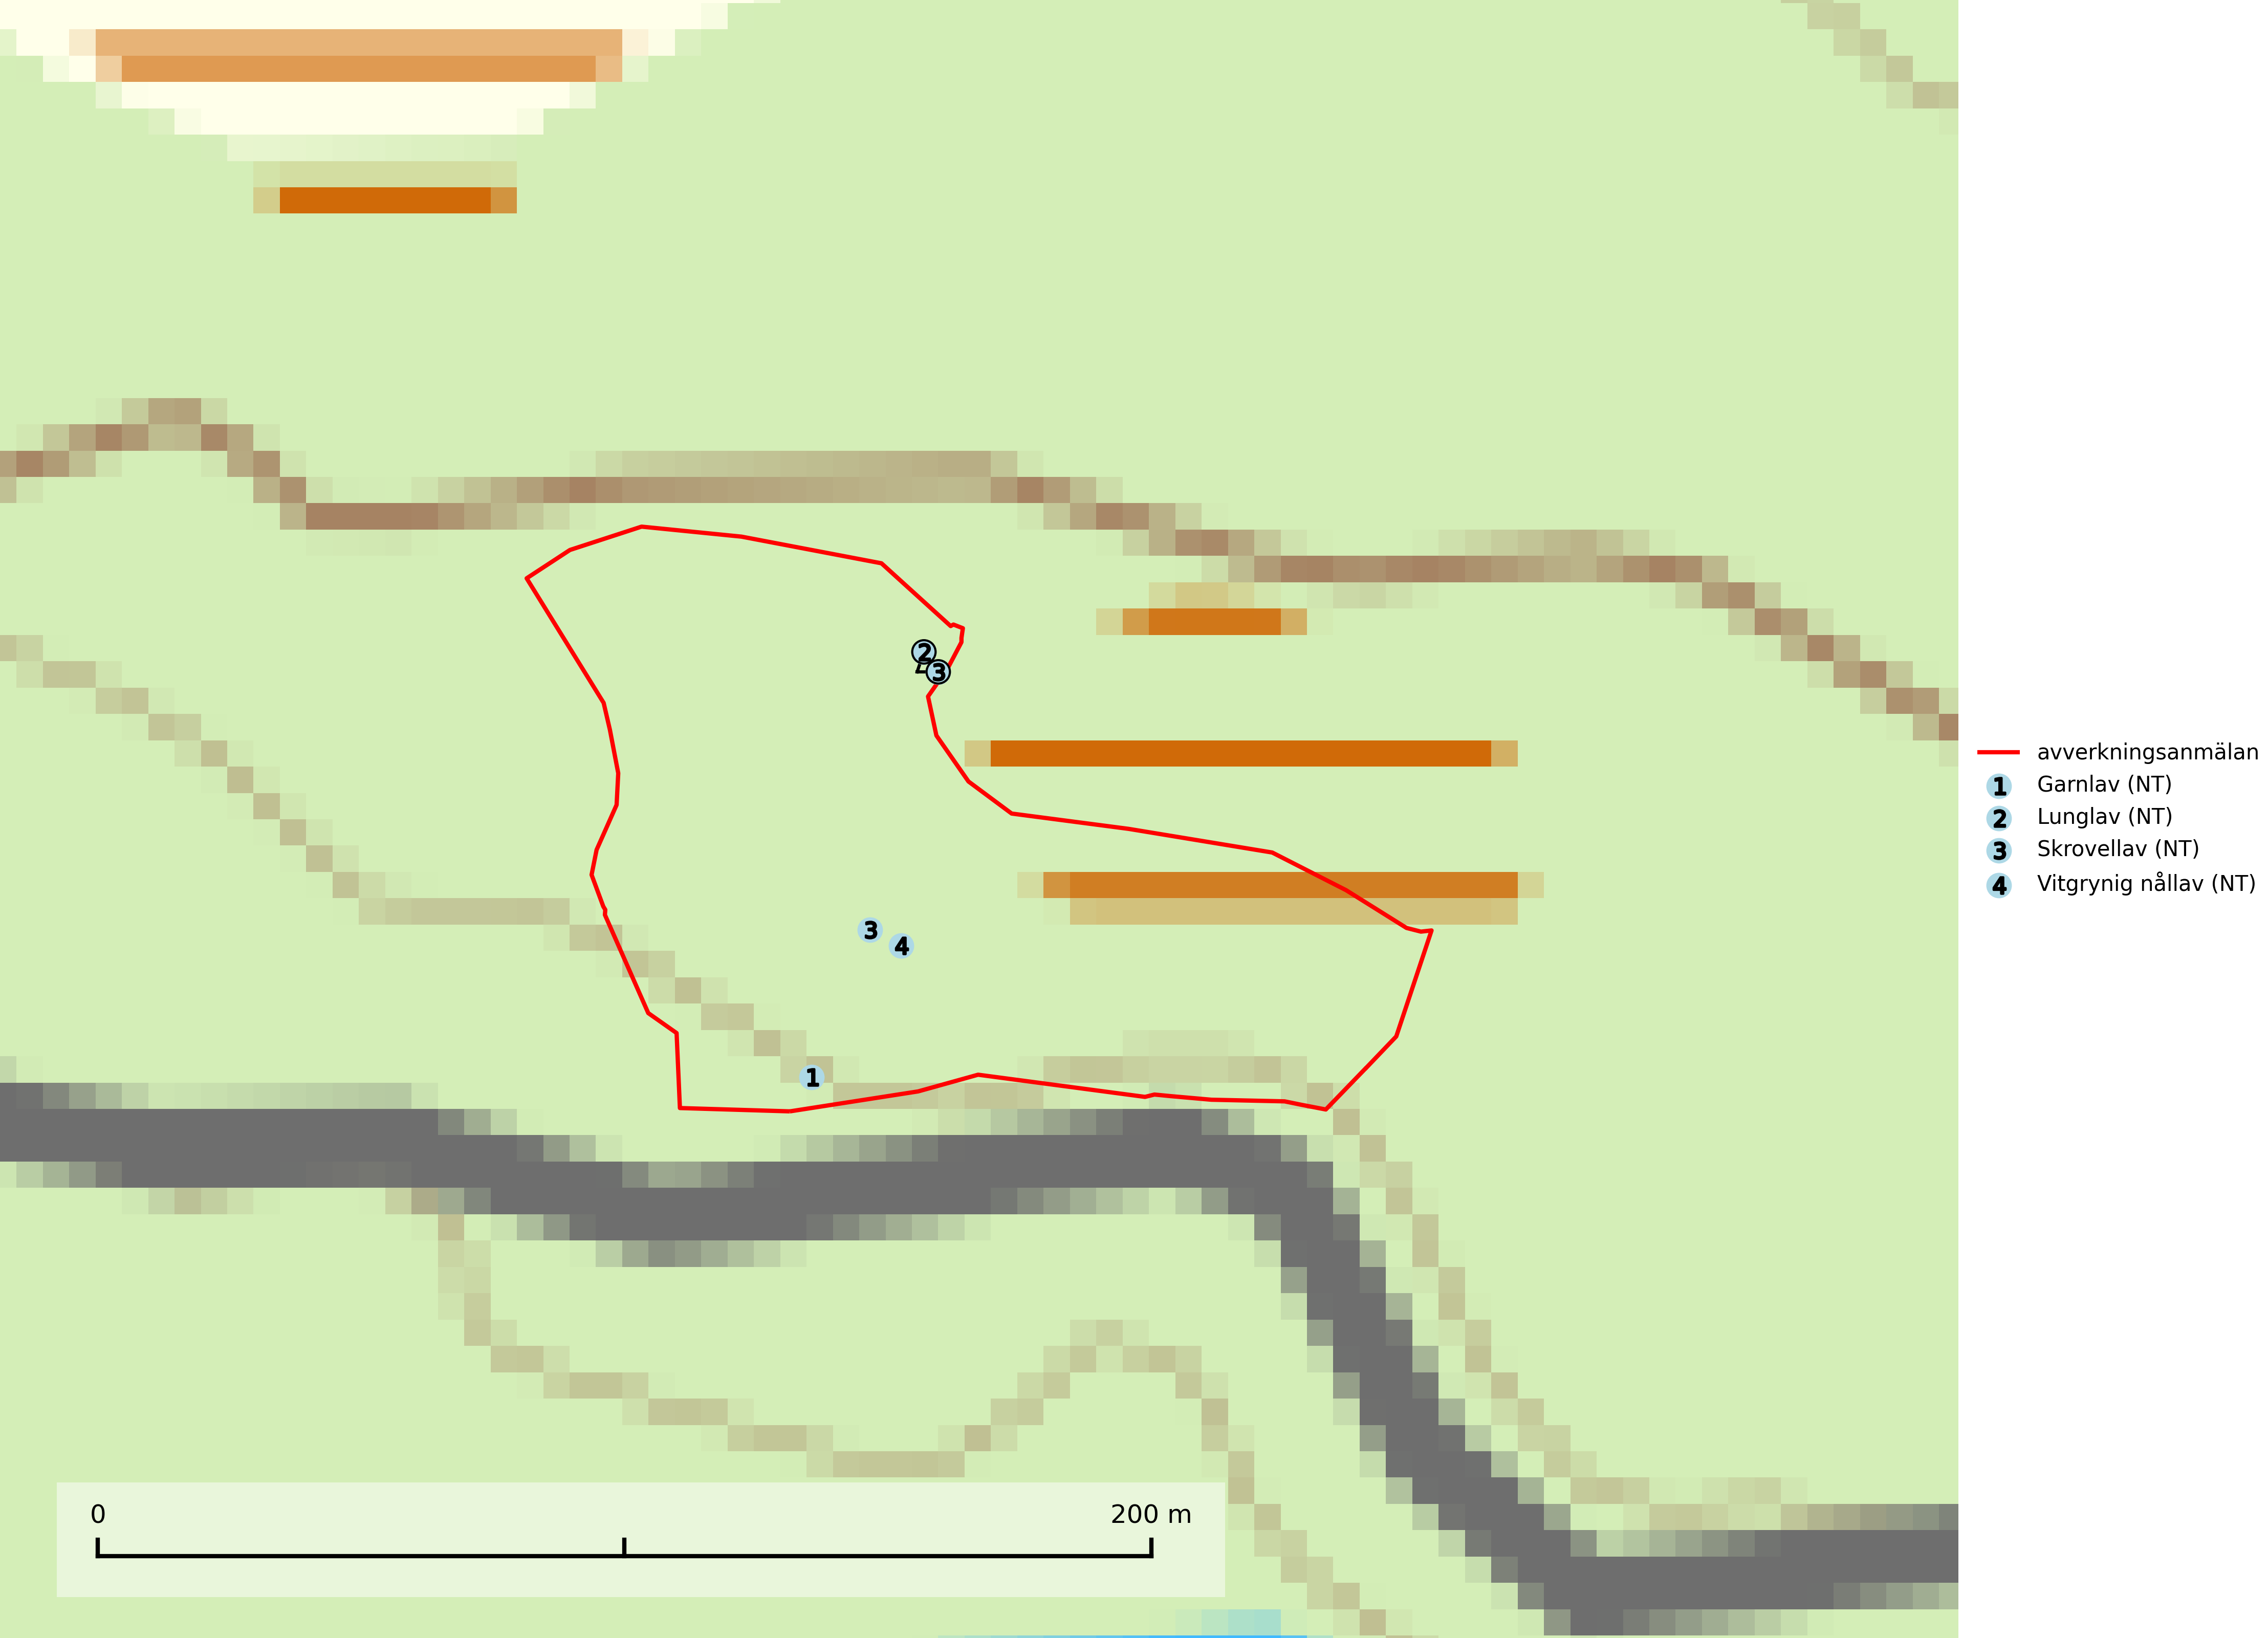 2
3
avverkningsanmälan
1 Garnlav (NT)
2 Lunglav (NT)
3 Skrovellav (NT)
4 Vitgrynig nållav (NT)
3
4
1
0 200 m